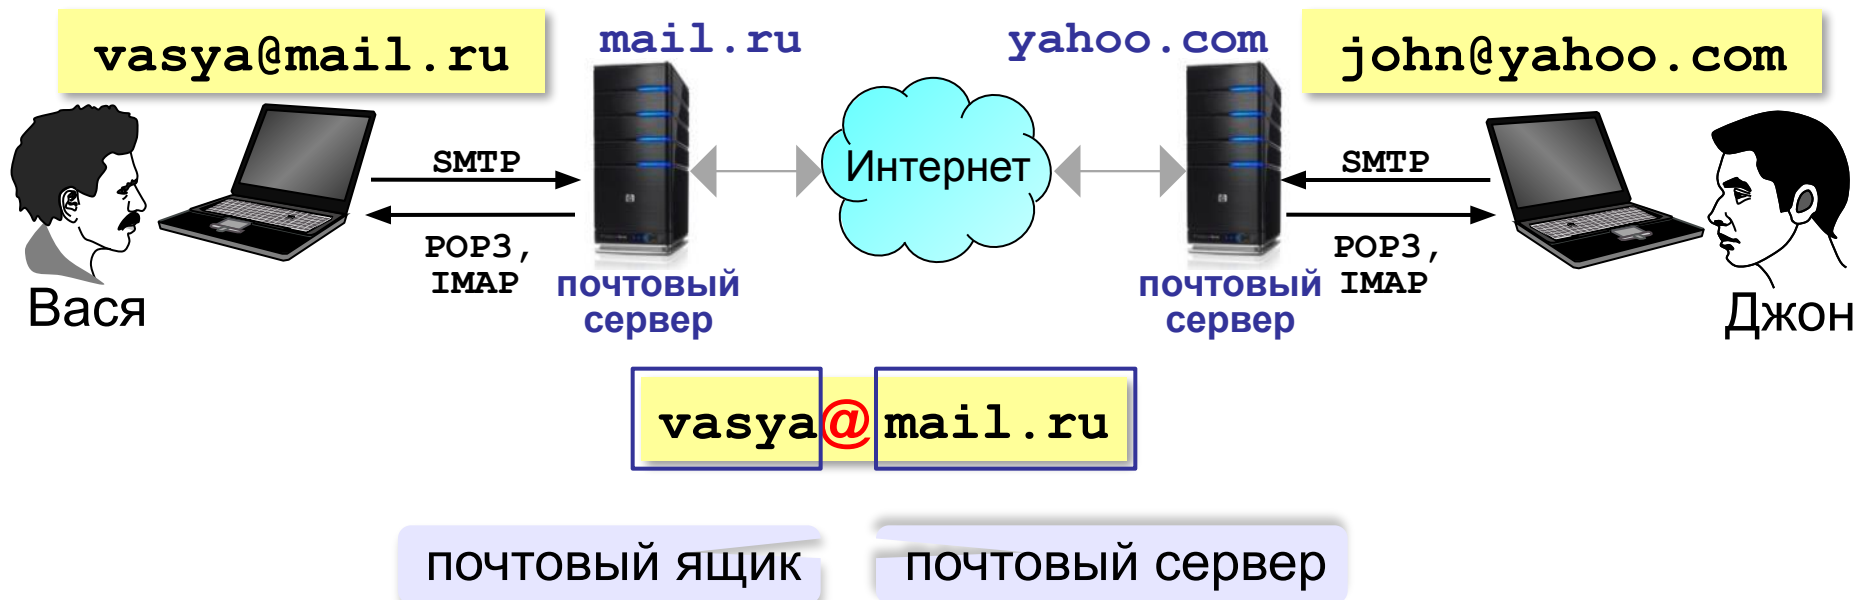 vasya@mail.ru
mail.ru
yahoo.com
john@yahoo.com
SMTP
Интернет
SMTP
POP3,
IMAP
POP3,
IMAP
почтовый
сервер
почтовый
сервер
Вася
Джон
vasya@mail.ru
почтовый ящик
почтовый сервер